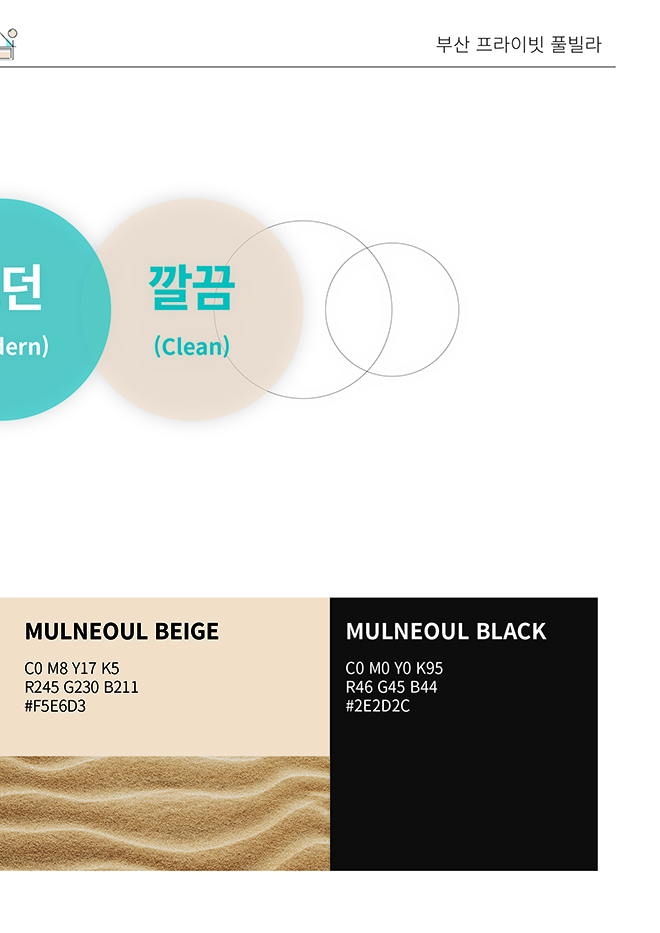 부산 프라이빗 풀빌라
던
깔끔
dern)
(Clean)
MULNEOUL BEIGE
C0 M8 Y17 K5
R245 G230 B211
#F5E6D3
MULNEOUL BLACK
C0 M0 Y0 K95
R46 G45 B44
#2E2D2C